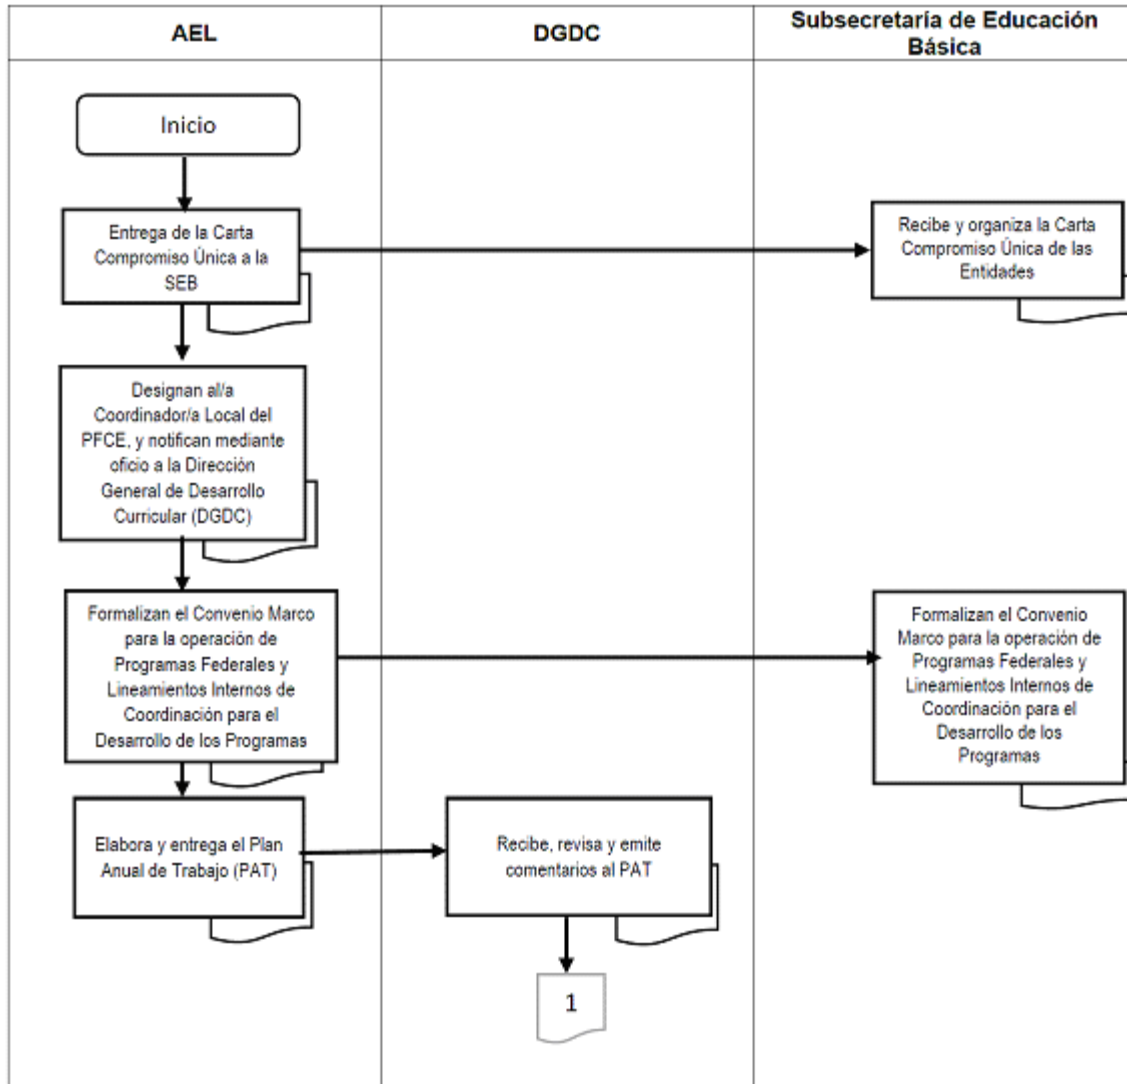 AEL
DGDC
Subsecretaría de Educación
Básica
Inicio
Entrega de la Carta
Compromiso Única a la
SEB
Recibe y organiza la Carta
Compromiso Única de las
Entidades
Designan al/a
Coordinador/a Local del
PFCE, y notifican mediante
oficio a la Dirección
General de Desarrollo
Curricular (DGDC)
Formalizan el Convenio Marco
para la operación de
Programas Federales y
Lineamientos Internos de
Coordinación para el
Desarrollo de los Programas
Formalizan el Convenio
Marco para la operación de
Programas Federales y
Lineamientos Internos de
Coordinación para el
Desarrollo de los
Programas
Elabora y entrega el Plan
Anual de Trabajo (PAT)
Recibe, revisa y emite
comentarios al PAT
1